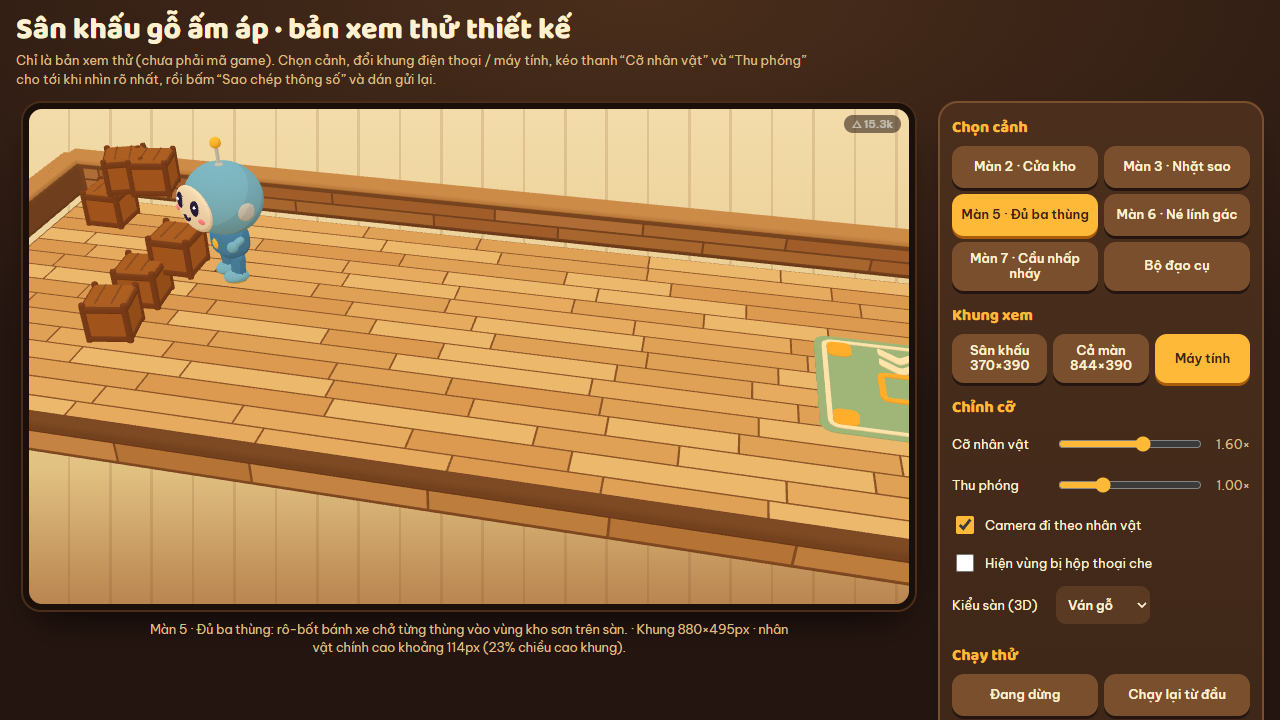 Sân khấu gỗ ấm áp · bản xem thử thiết kế
Chỉ là bản xem thử (chưa phải mã game). Chọn cảnh, đổi khung điện thoại / máy tính, kéo thanh “Cỡ nhân vật” và “Thu phóng”
cho tới khi nhìn rõ nhất, rồi bấm “Sao chép thông số” và dán gửi lại.
△ 15.3k
Màn 5 · Đủ ba thùng: rô-bốt bánh xe chở từng thùng vào vùng kho sơn trên sàn. · Khung 880×495px · nhân
vật chính cao khoảng 114px (23% chiều cao khung).
Chọn cảnh
Màn 2 · Cửa kho
Màn 3 · Nhặt sao
Màn 5 · Đủ ba thùng
Màn 6 · Né lính gác
Màn 7 · Cầu nhấp
nháy
Bộ đạo cụ
Khung xem
Sân khấu
370×390
Cả màn
844×390
Máy tính
Chỉnh cỡ
Cỡ nhân vật
1.60×
Thu phóng
1.00×
Camera đi theo nhân vật
Hiện vùng bị hộp thoại che
Kiểu sàn (3D)
Ván gỗ
Chạy thử
Đang dừng
Chạy lại từ đầu